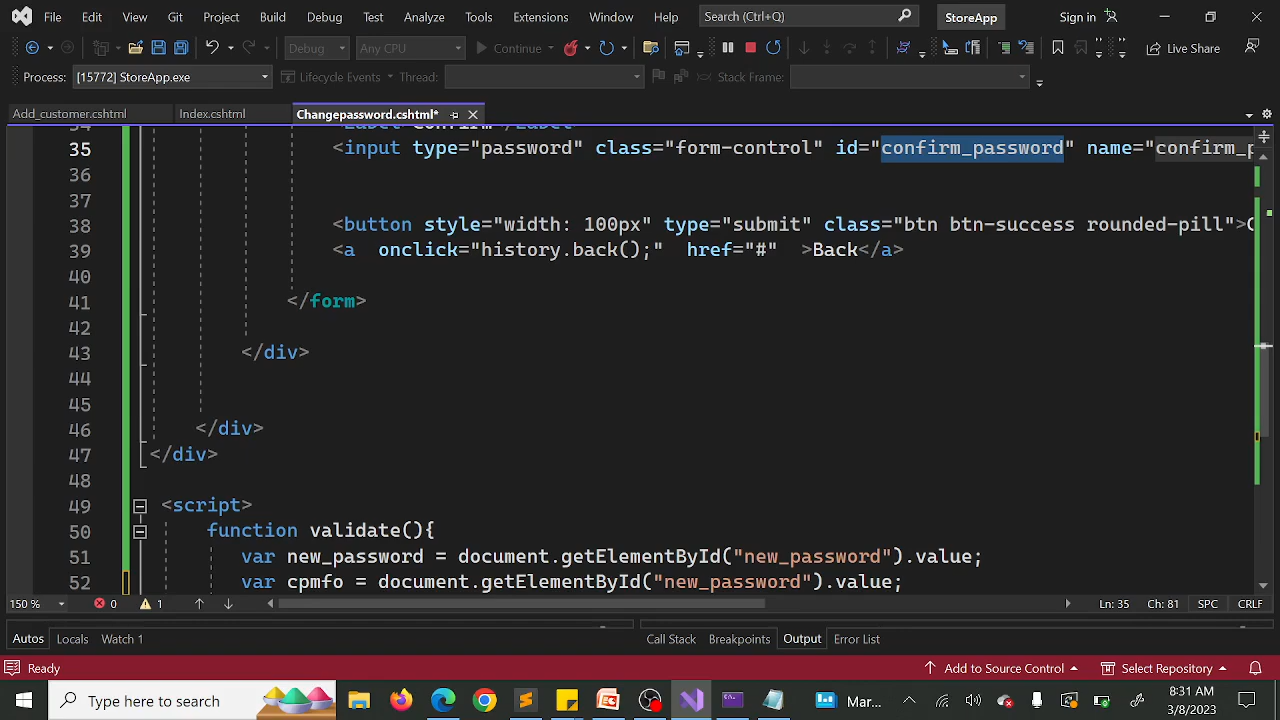 File Edit View Git Project Build Debug Test Analyze Tools Extensions Window Help Search (Ctrl+Q) StoreApp Sign in
Debug Any CPU Continue Live Share
Process: [15772] StoreApp.exe Lifecycle Events Thread: Stack Frame:
Add_customer.cshtml Index.cshtml Changepassword.cshtml*
35 <input type="password" class="form-control" id="confirm_password" name="confirm_p
36
37
38 <button style="width: 100px" type="submit" class="btn btn-success rounded-pill">C
39 <a onclick="history.back();" href="#" >Back</a>
40
41 </form>
42
43 </div>
44
45
46 </div>
47 </div>
48
49 <script>
50 function validate(){
51 var new_password = document.getElementById("new_password").value;
52 var cpmfo = document.getElementById("new_password").value;
150 % 0 1 Ln: 35 Ch: 81 SPC CRLF
Autos Locals Watch 1 Call Stack Breakpoints Output Error List
Ready Add to Source Control Select Repository
Type here to search Mar... 8:31 AM
3/8/2023